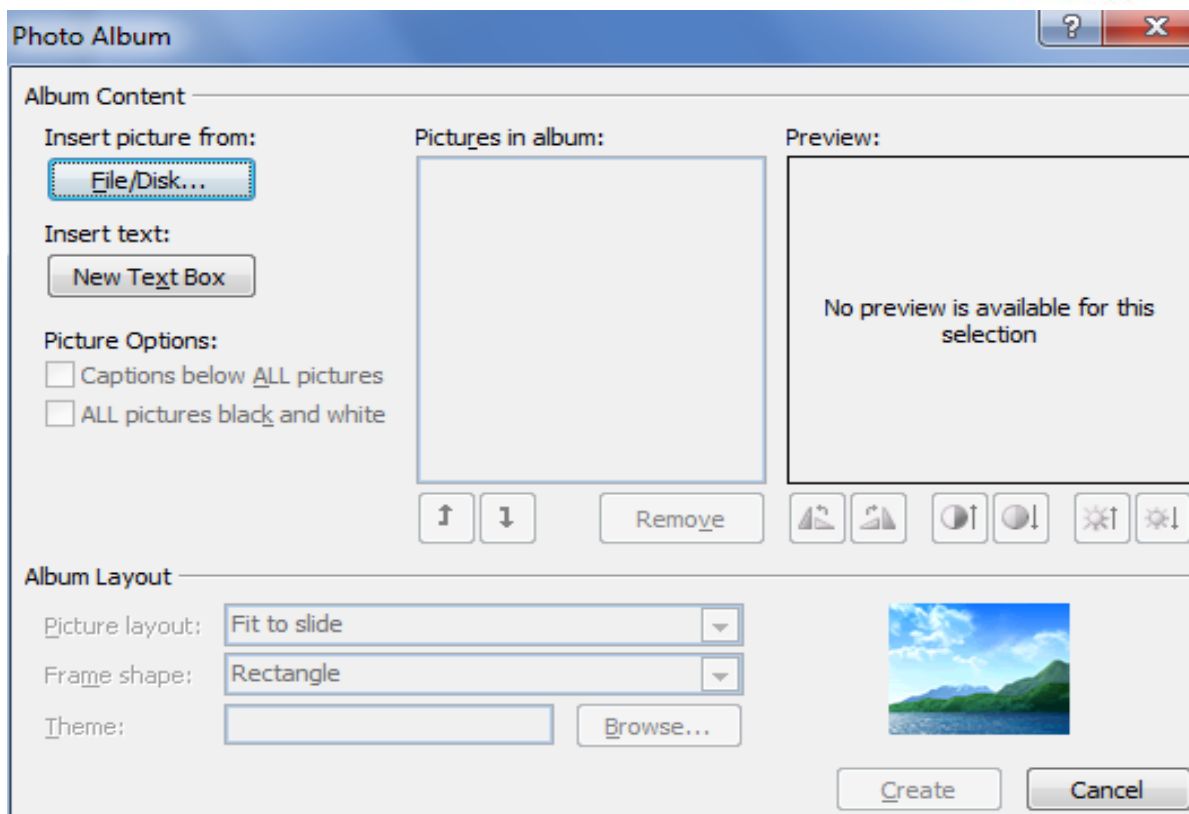 Photo Album
?
X
Album Content
Insert picture from:
File/Disk...
Insert text:
New Text Box
Picture Options:
Captions below ALL pictures
ALL pictures black and white
Pictures in album:
Remove
Preview:
No preview is available for this
selection
Album Layout
Picture layout: Fit to slide
Frame shape: Rectangle
Theme:
Browse...
Create
Cancel